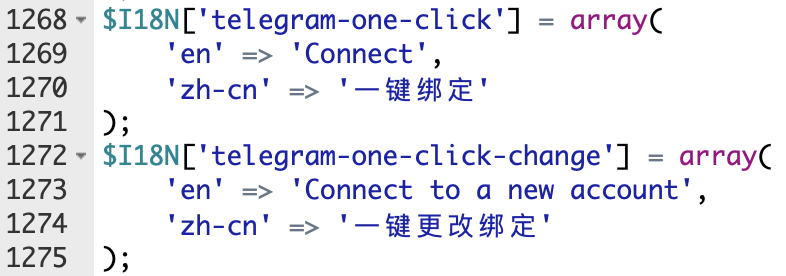 1268 $I18N['telegram-one-click'] = array(
1269     'en' => 'Connect',
1270     'zh-cn' => '一键绑定'
1271 );
1272 $I18N['telegram-one-click-change'] = array(
1273     'en' => 'Connect to a new account',
1274     'zh-cn' => '一键更改绑定'
1275 );